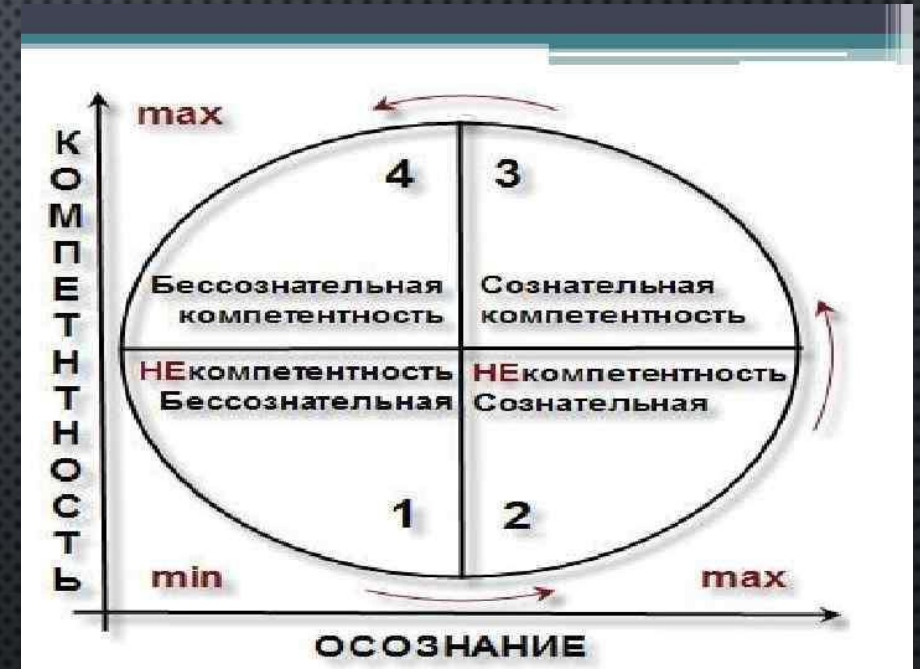 max
КОМПЕТНТНОСТЬ
4 3
Бессознательная
компетентность
Сознательная
компетентность
НЕкомпетентность
Бессознательная
НЕкомпетентность
Сознательная
1 2
min max
ОСОЗНАНИЕ